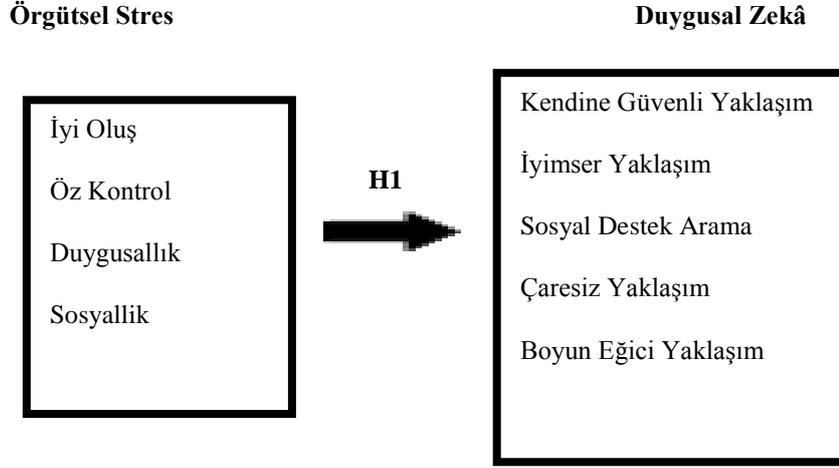 Örgütsel Stres
Duygusal Zekâ
İyi Oluş
Öz Kontrol
Duygusallık
Sosyallik
H1
Kendine Güvenli Yaklaşım
İyimser Yaklaşım
Sosyal Destek Arama
Çaresiz Yaklaşım
Boyun Eğici Yaklaşım